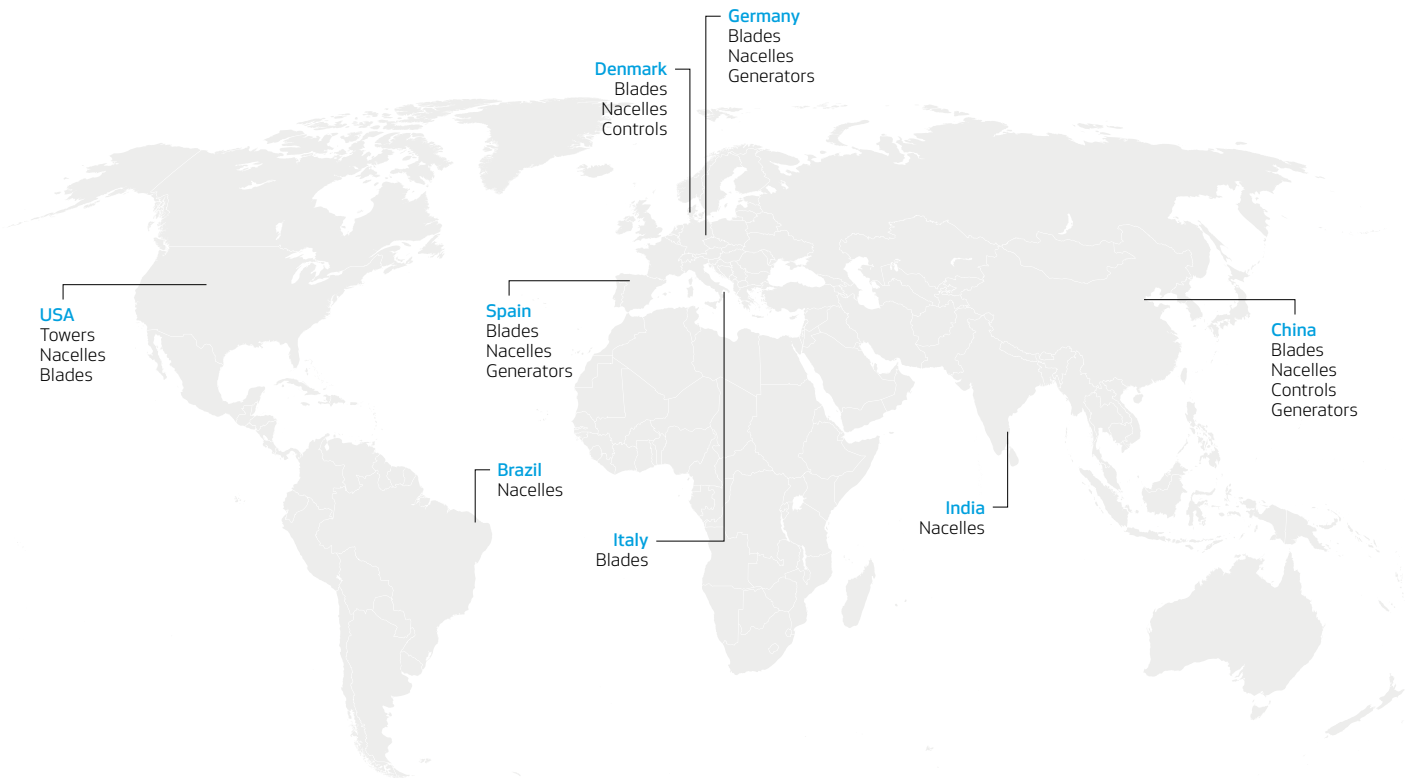 Germany
Blades
Nacelles
Generators
Denmark
Blades
Nacelles
Controls
USA
Towers
Nacelles
Blades
Spain
Blades
Nacelles
Generators
China
Blades
Nacelles
Controls
Generators
Brazil
Nacelles
India
Nacelles
Italy
Blades